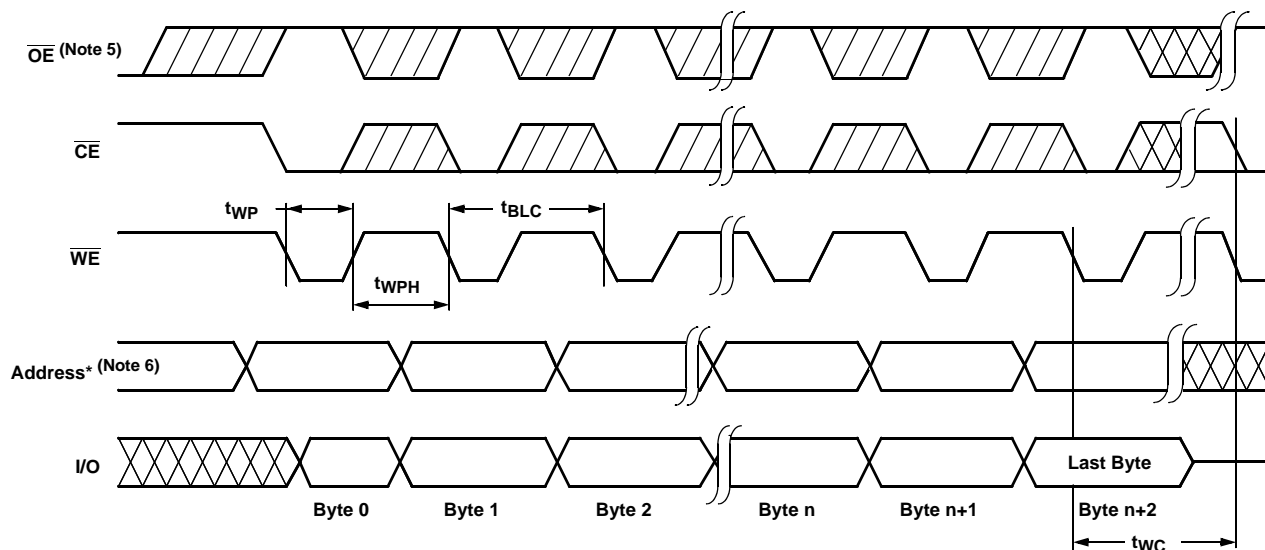 OE (Note 5)
CE
tWP
tBLC
WE
tWPH
Address* (Note 6)
I/O
Last Byte
Byte 0 Byte 1 Byte 2 Byte n Byte n+1 Byte n+2
tWC